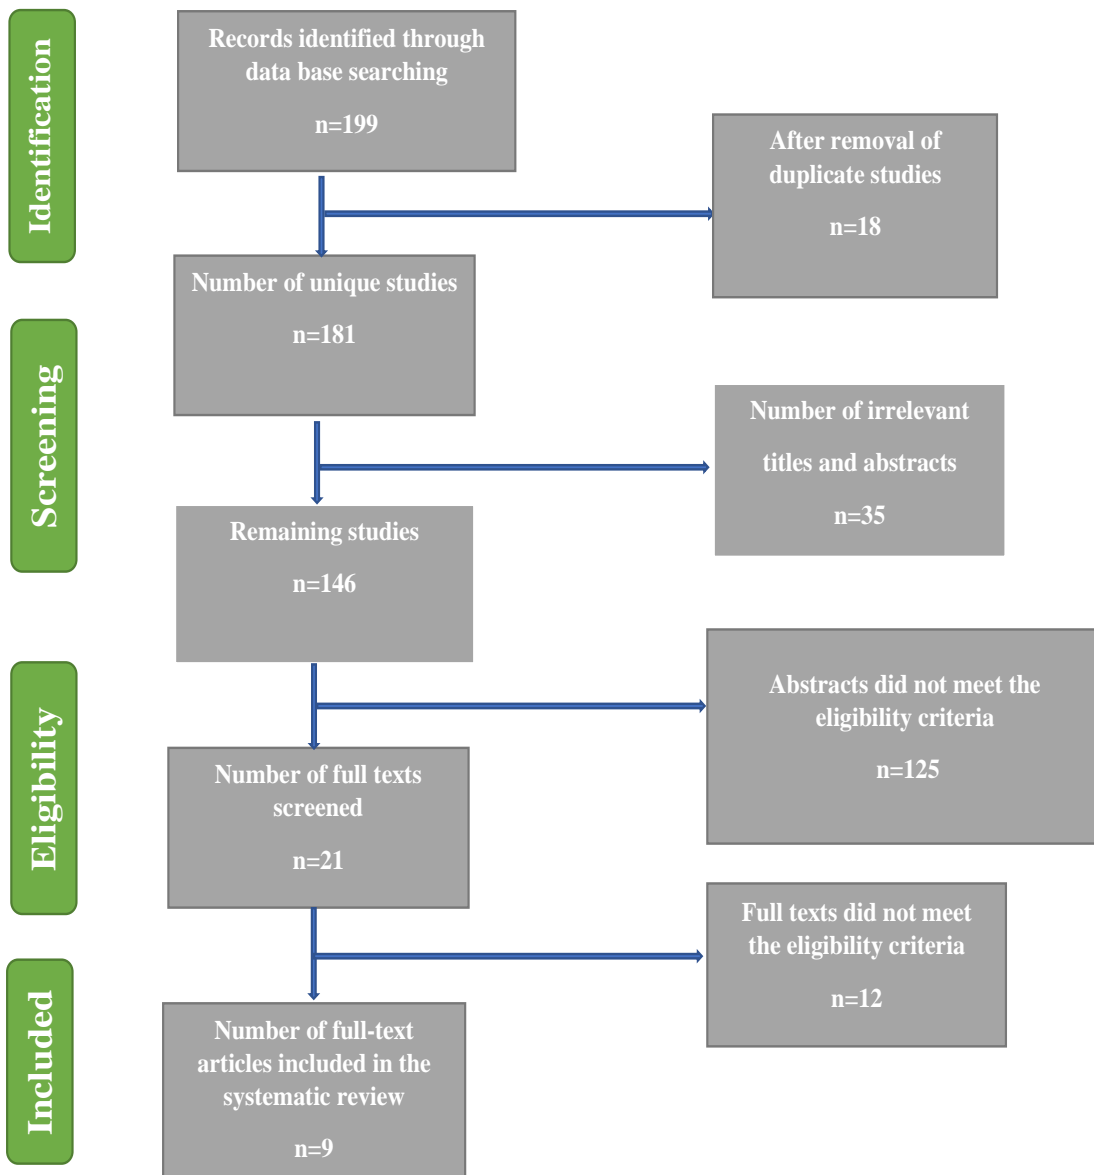 Identification
Records identified through
data base searching
n=199
After removal of
duplicate studies
n=18
Number of unique studies
n=181
Screening
Number of irrelevant
titles and abstracts
n=35
Remaining studies
n=146
Eligibility
Abstracts did not meet the
eligibility criteria
n=125
Number of full texts
screened
n=21
Full texts did not meet
the eligibility criteria
n=12
Included
Number of full-text
articles included in the
systematic review
n=9